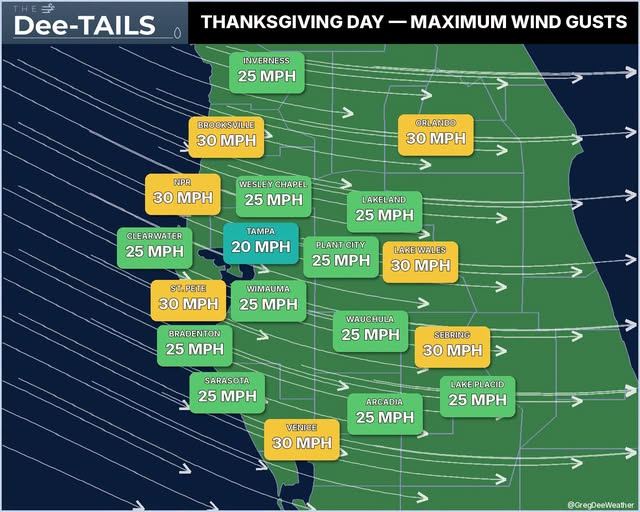 THE
Dee-TAILS
THANKSGIVING DAY — MAXIMUM WIND GUSTS
INVERNESS
25 MPH
BROOKSVILLE
30 MPH
ORLANDO
30 MPH
NPR
30 MPH
WESLEY CHAPEL
25 MPH
LAKELAND
25 MPH
CLEARWATER
25 MPH
TAMPA
20 MPH
PLANT CITY
25 MPH
LAKE WALES
30 MPH
ST. PETE
30 MPH
WIMAUMA
25 MPH
BRADENTON
25 MPH
WAUCHULA
25 MPH
SEBRING
30 MPH
SARASOTA
25 MPH
LAKE PLACID
25 MPH
ARCADIA
25 MPH
VENICE
30 MPH
@GregDeeWeather